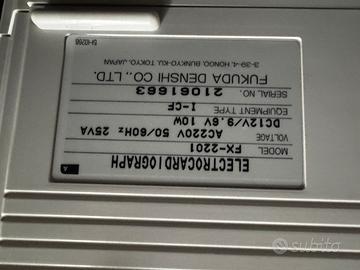 ELECTROCARDIOGRAPH
MODEL FX-2201
VOLTAGE AC220V 50/60Hz 25VA
DC12V/9.6V 10W
EQUIPMENT TYPE I-CF
SERIAL NO. 21061663
FUKUDA DENSHI CO., LTD.
3-39-4, HONGO, BUNKYO-KU, TOKYO, JAPAN
subito